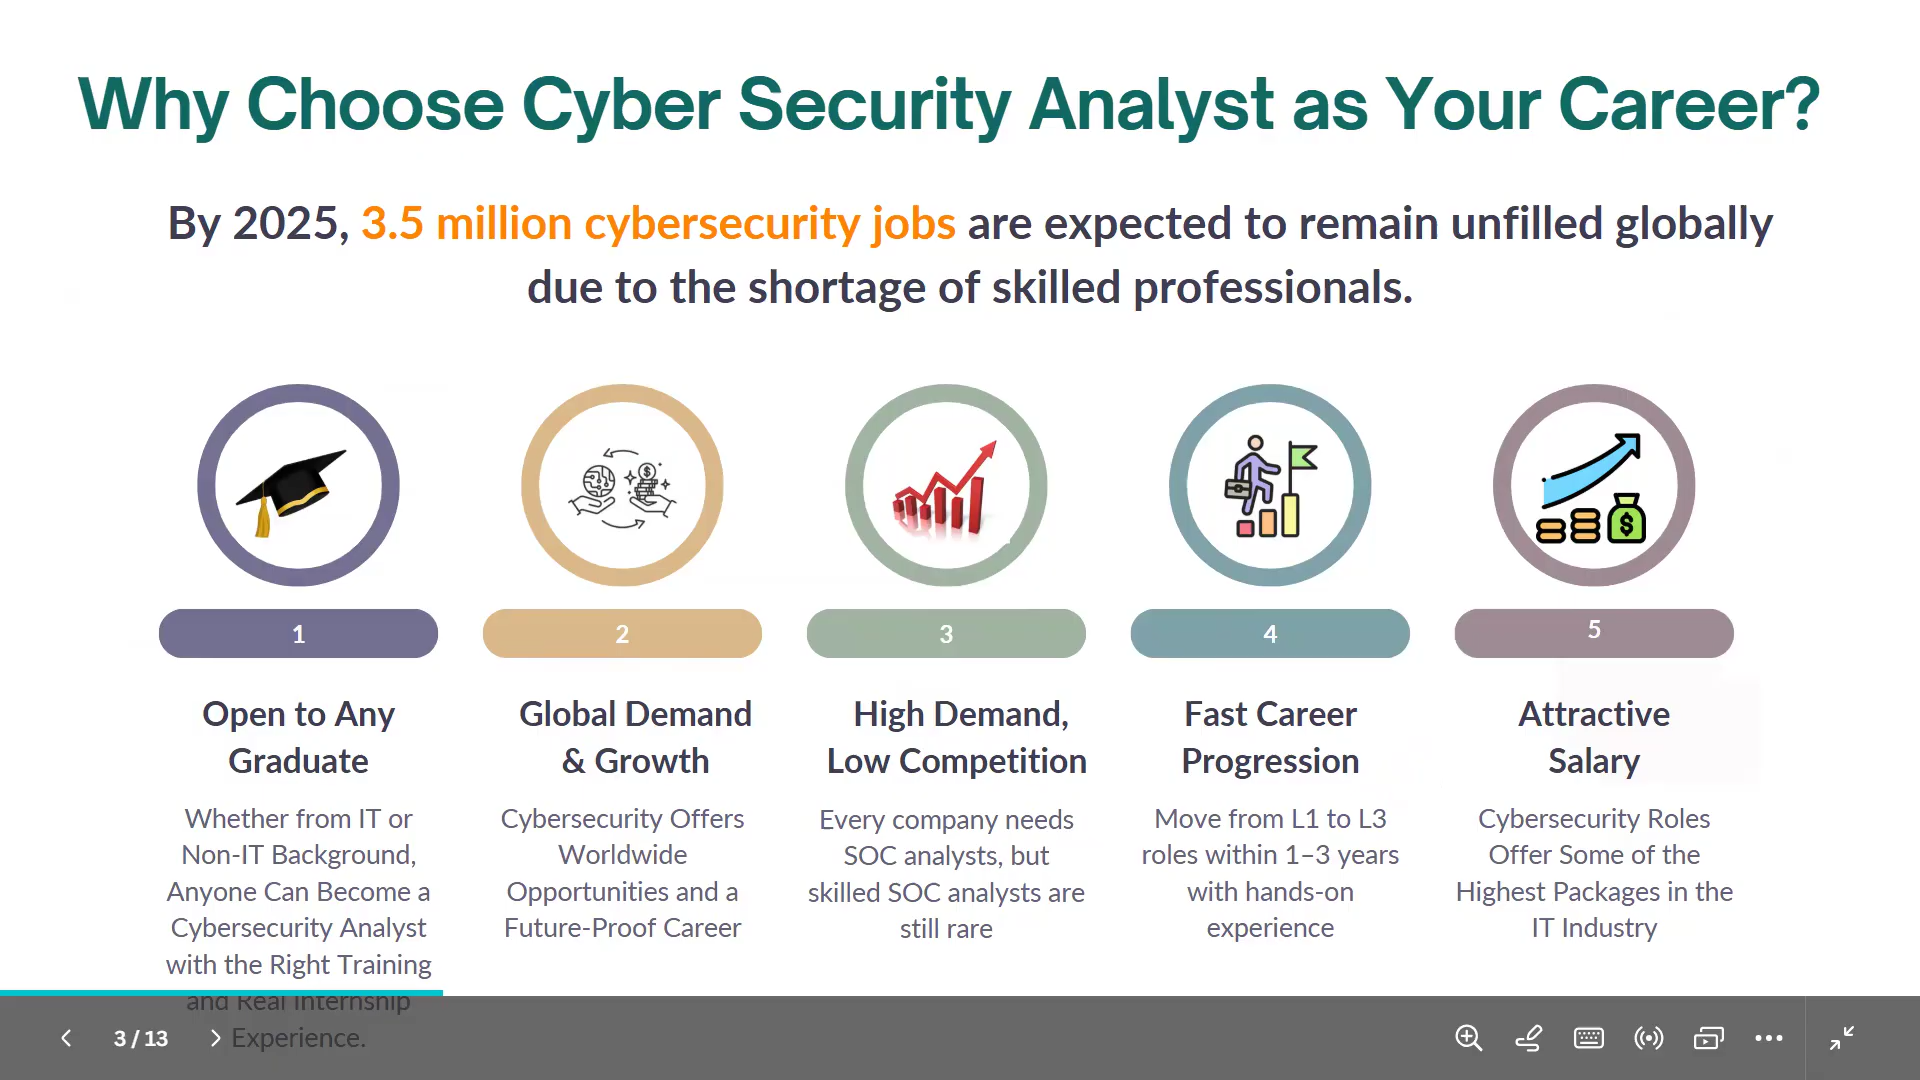 Why Choose Cyber Security Analyst as Your Career?
By 2025, 3.5 million cybersecurity jobs are expected to remain unfilled globally
due to the shortage of skilled professionals.
1
Open to Any
Graduate
Whether from IT or
Non-IT Background,
Anyone Can Become a
Cybersecurity Analyst
with the Right Training
and Real Internship
Experience.
2
Global Demand
& Growth
Cybersecurity Offers
Worldwide
Opportunities and a
Future-Proof Career
3
High Demand,
Low Competition
Every company needs
SOC analysts, but
skilled SOC analysts are
still rare
4
Fast Career
Progression
Move from L1 to L3
roles within 1–3 years
with hands-on
experience
5
Attractive
Salary
Cybersecurity Roles
Offer Some of the
Highest Packages in the
IT Industry
3 / 13